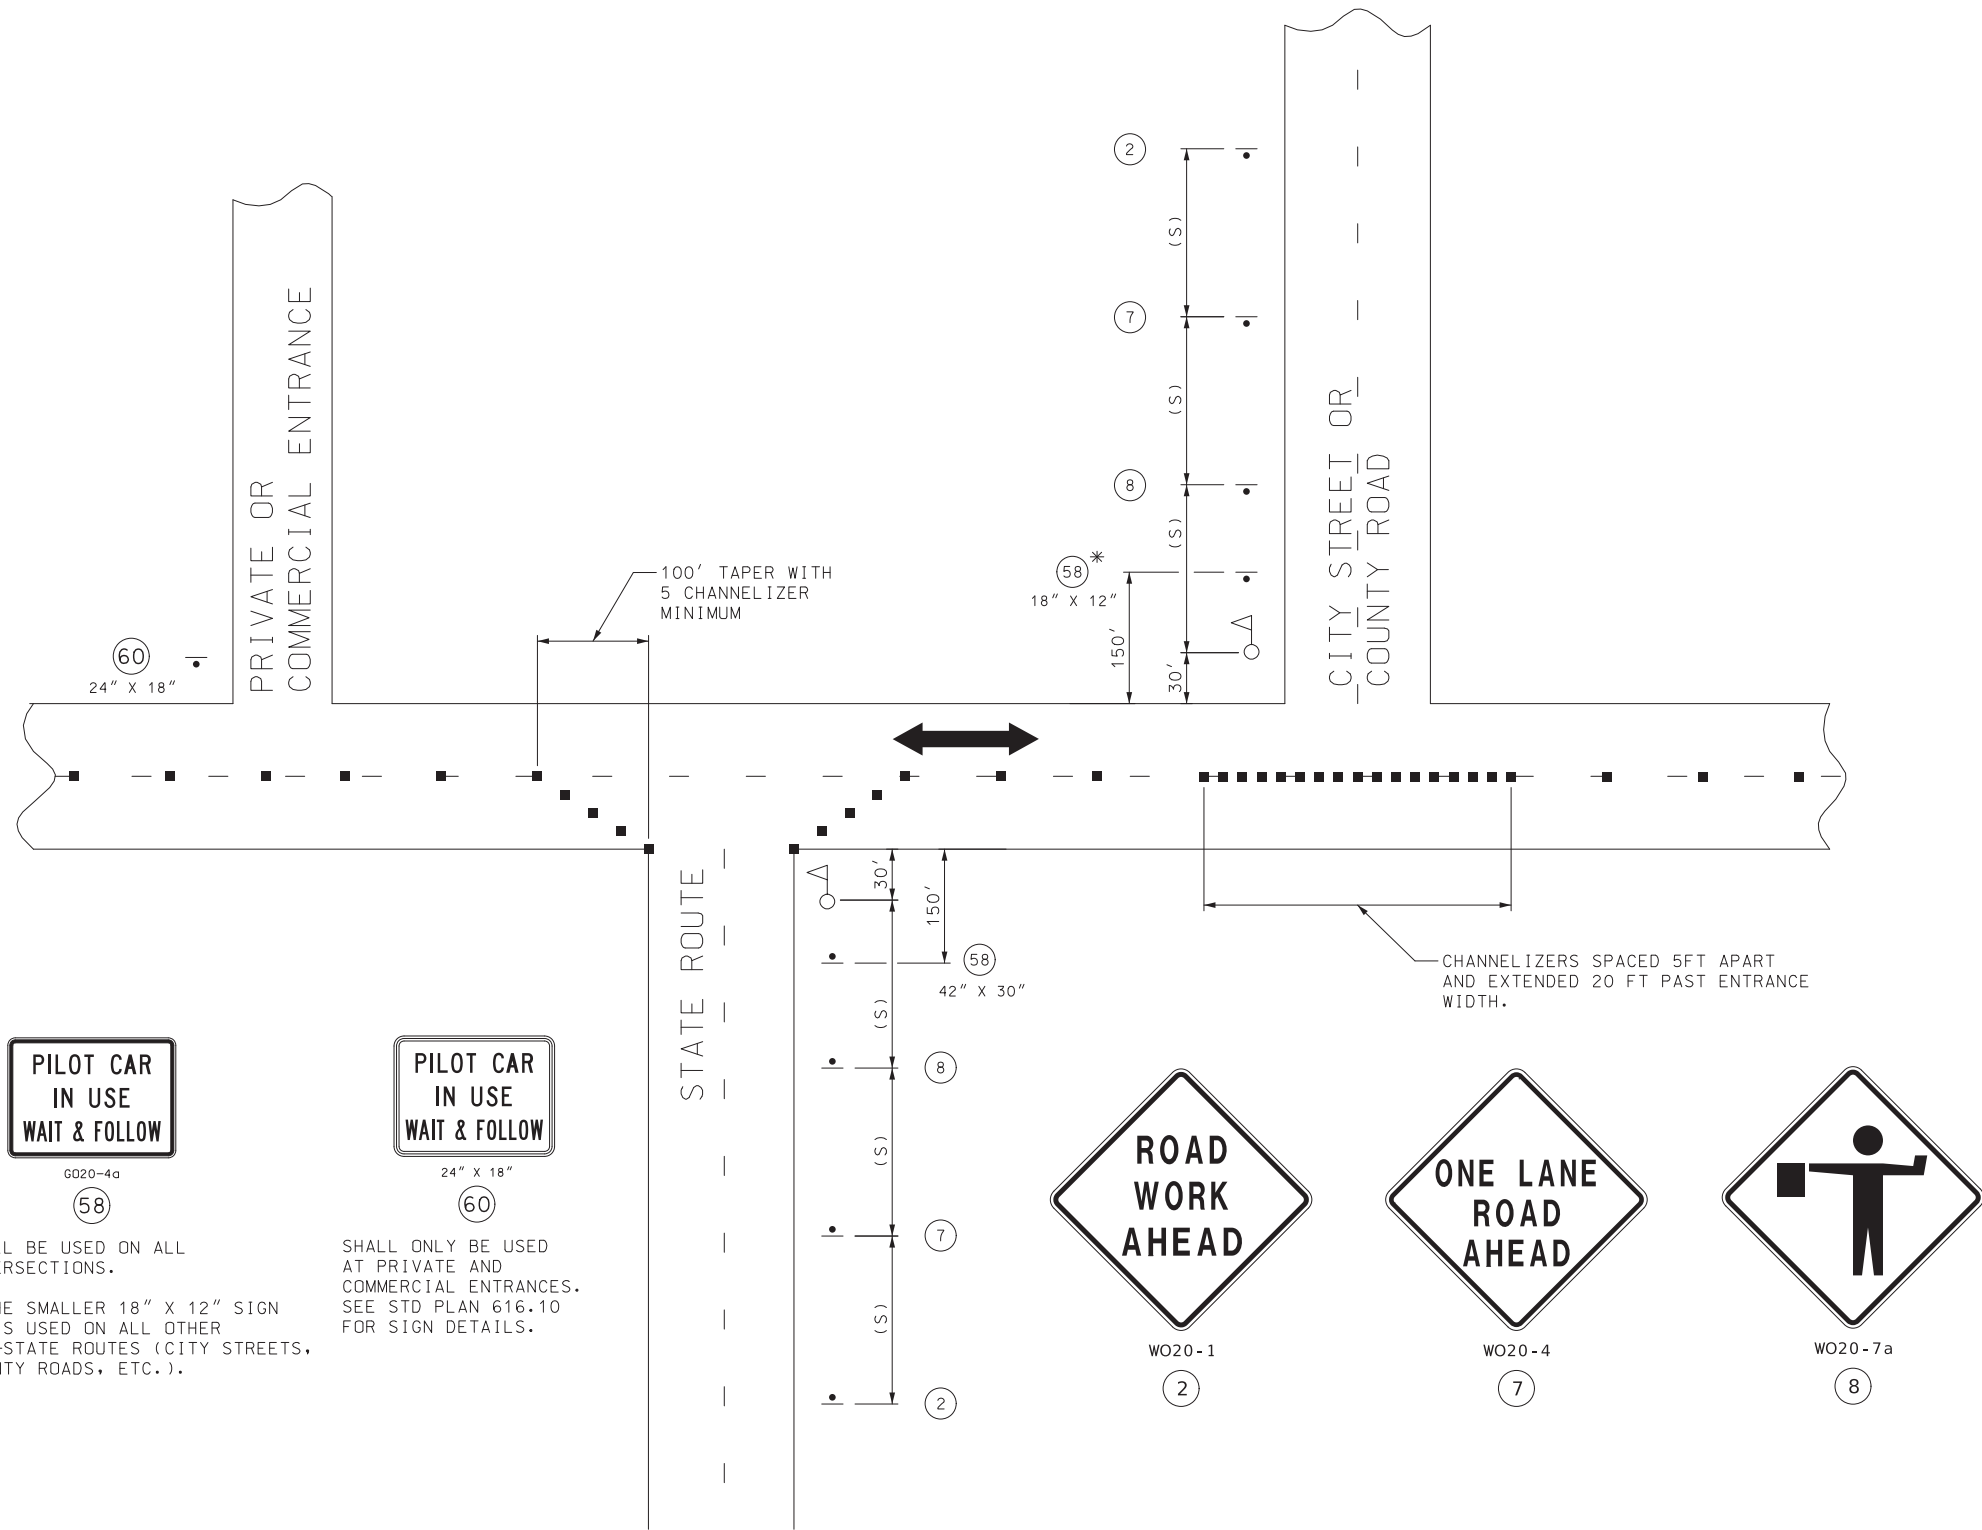 2
(S)
7
(S)
8
(S)
58*
18" X 12"
150'
30'
CITY STREET OR
COUNTY ROAD
PRIVATE OR
COMMERCIAL ENTRANCE
100' TAPER WITH
5 CHANNELIZER
MINIMUM
60
24" X 18"
STATE ROUTE
30'
150'
58
42" X 30"
(S)
8
(S)
7
(S)
2
CHANNELIZERS SPACED 5FT APART
AND EXTENDED 20 FT PAST ENTRANCE
WIDTH.
PILOT CAR
IN USE
WAIT & FOLLOW
GO20-4a
58
BE USED ON ALL
SMALLER 18" X 12" SIGN
USED ON ALL OTHER
-STATE ROUTES (CITY STREETS,
ROADS, ETC.).
PILOT CAR
IN USE
WAIT & FOLLOW
24" X 18"
60
SHALL ONLY BE USED
AT PRIVATE AND
COMMERCIAL ENTRANCES.
SEE STD PLAN 616.10
FOR SIGN DETAILS.
ROAD
WORK
AHEAD
WO20-1
2
ONE LANE
ROAD
AHEAD
WO20-4
7
WO20-7a
8